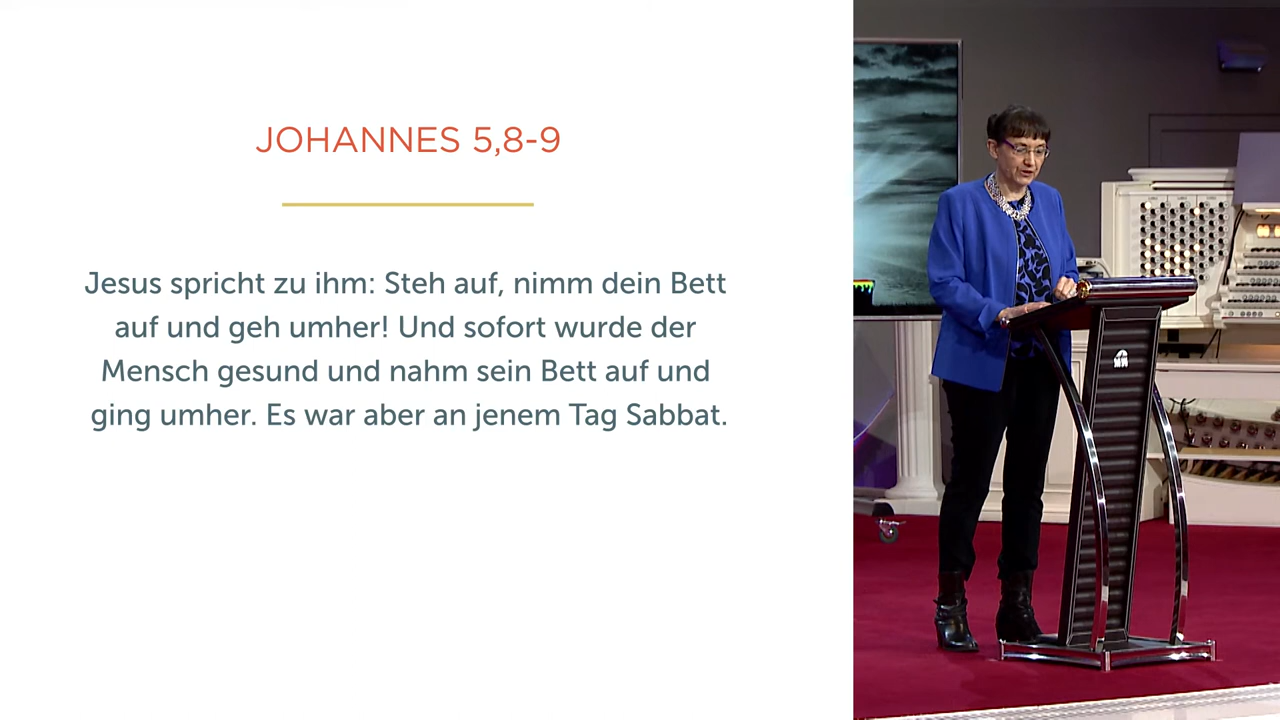 JOHANNES 5,8-9
Jesus spricht zu ihm: Steh auf, nimm dein Bett
auf und geh umher! Und sofort wurde der
Mensch gesund und nahm sein Bett auf und
ging umher. Es war aber an jenem Tag Sabbat.